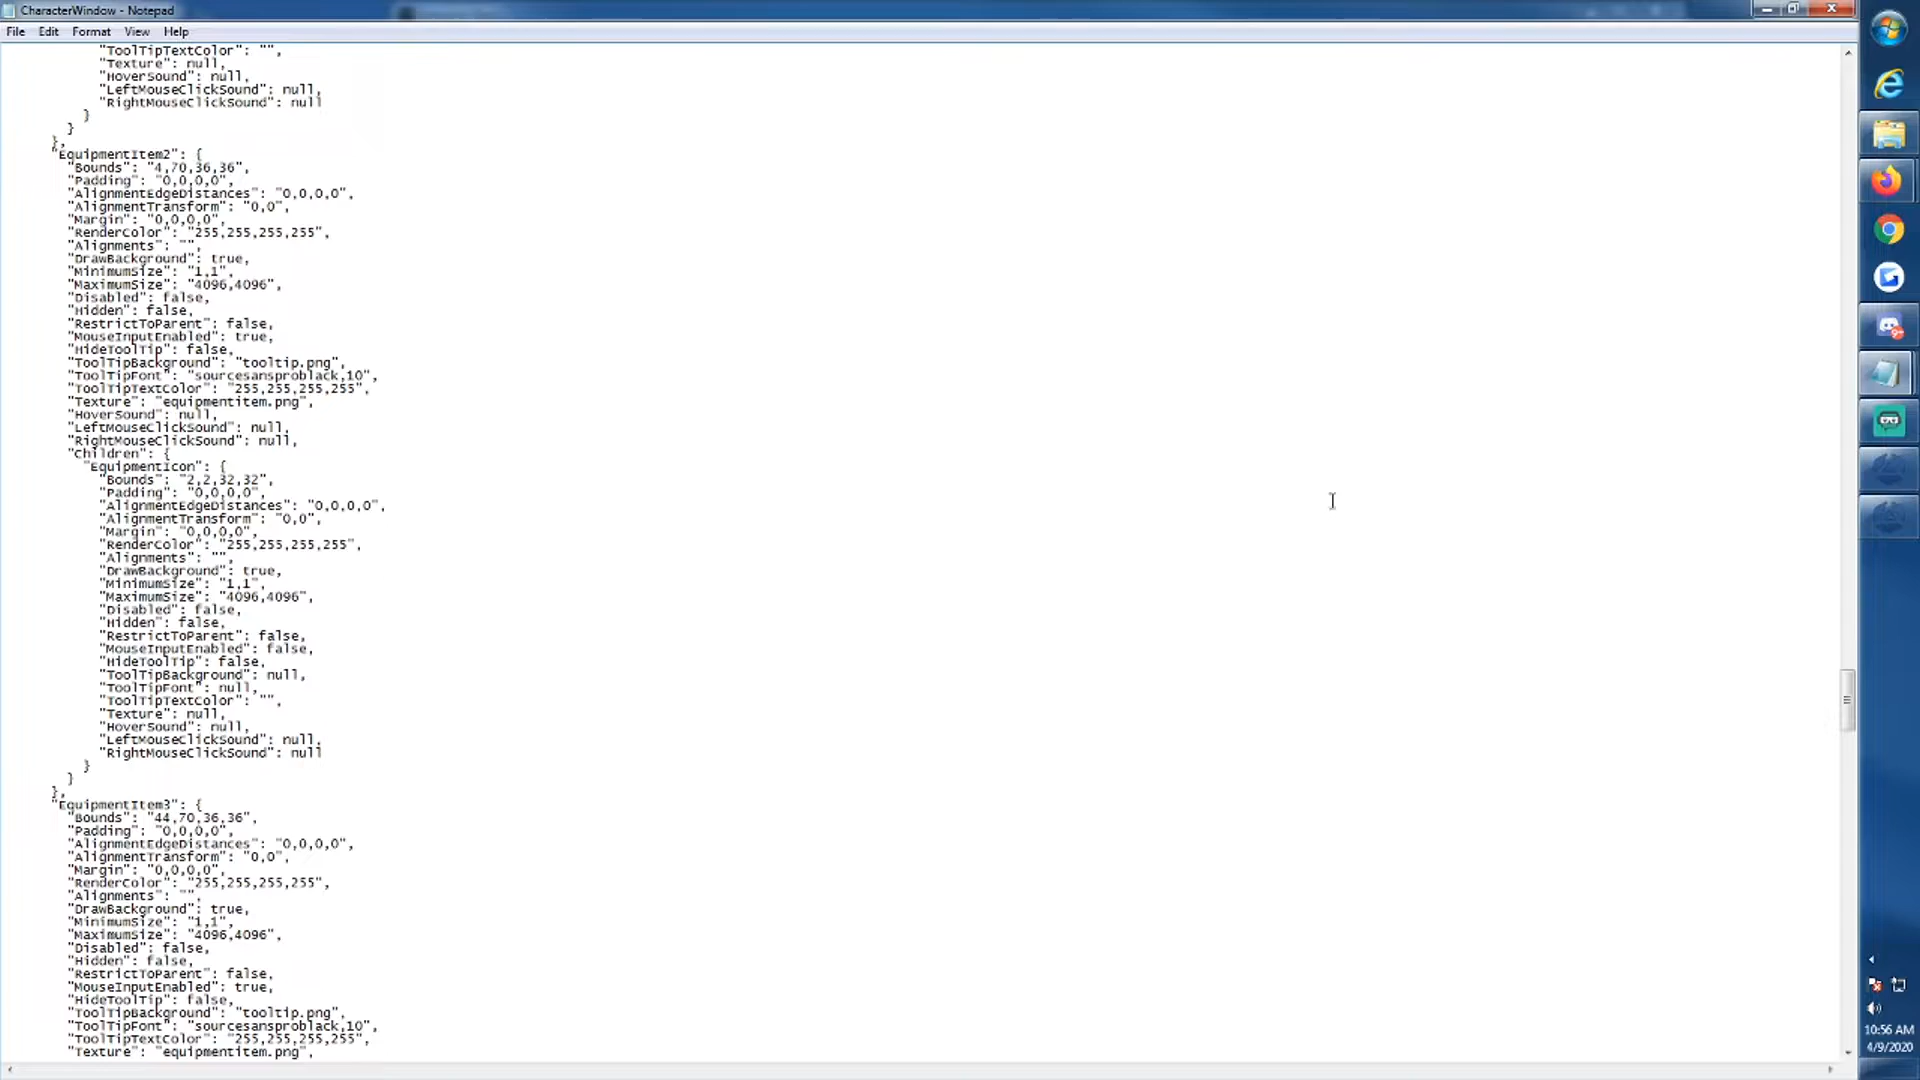 CharacterWindow - Notepad
File Edit Format View Help
"ToolTipTextColor": "",
"Texture": null,
"HoverSound": null,
"LeftMouseClickSound": null,
"RightMouseClickSound": null
}
}
},
"EquipmentItem2": {
"Bounds": "4,70,36,36",
"Padding": "0,0,0,0",
"AlignmentEdgeDistances": "0,0,0,0",
"AlignmentTransform": "0,0",
"Margin": "0,0,0,0",
"RenderColor": "255,255,255,255",
"Alignments": "",
"DrawBackground": true,
"MinimumSize": "1,1",
"MaximumSize": "4096,4096",
"Disabled": false,
"Hidden": false,
"RestrictToParent": false,
"MouseInputEnabled": true,
"HideToolTip": false,
"ToolTipBackground": "tooltip.png",
"ToolTipFont": "sourcesansproblack,10",
"ToolTipTextColor": "255,255,255,255",
"Texture": "equipmentitem.png",
"HoverSound": null,
"LeftMouseClickSound": null,
"RightMouseClickSound": null,
"Children": {
"EquipmentIcon": {
"Bounds": "2,2,32,32",
"Padding": "0,0,0,0",
"AlignmentEdgeDistances": "0,0,0,0",
"AlignmentTransform": "0,0",
"Margin": "0,0,0,0",
"RenderColor": "255,255,255,255",
"Alignments": "",
"DrawBackground": true,
"MinimumSize": "1,1",
"MaximumSize": "4096,4096",
"Disabled": false,
"Hidden": false,
"RestrictToParent": false,
"MouseInputEnabled": false,
"HideToolTip": false,
"ToolTipBackground": null,
"ToolTipFont": null,
"ToolTipTextColor": "",
"Texture": null,
"HoverSound": null,
"LeftMouseClickSound": null,
"RightMouseClickSound": null
}
}
},
"EquipmentItem3": {
"Bounds": "44,70,36,36",
"Padding": "0,0,0,0",
"AlignmentEdgeDistances": "0,0,0,0",
"AlignmentTransform": "0,0",
"Margin": "0,0,0,0",
"RenderColor": "255,255,255,255",
"Alignments": "",
"DrawBackground": true,
"MinimumSize": "1,1",
"MaximumSize": "4096,4096",
"Disabled": false,
"Hidden": false,
"RestrictToParent": false,
"MouseInputEnabled": true,
"HideToolTip": false,
"ToolTipBackground": "tooltip.png",
"ToolTipFont": "sourcesansproblack,10",
"ToolTipTextColor": "255,255,255,255",
"Texture": "equipmentitem.png",
10:56 AM
4/9/2020